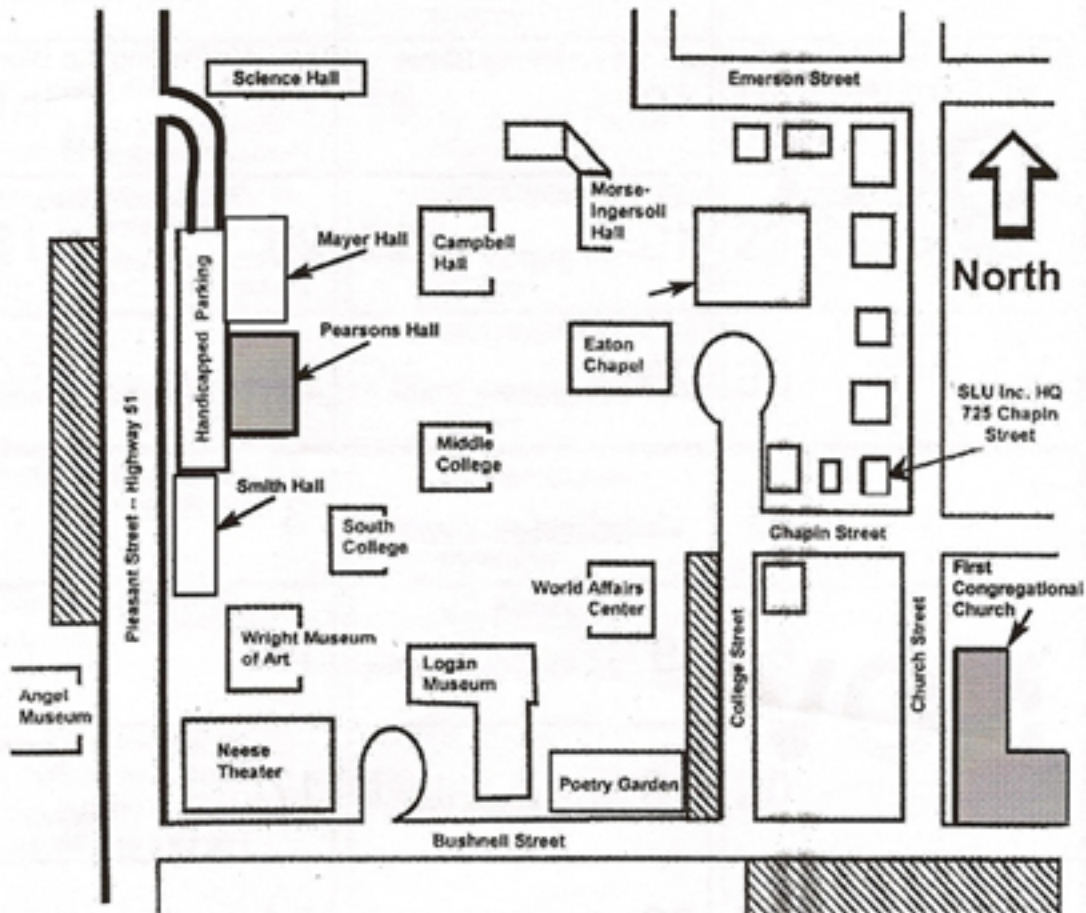 Science Hall
Emerson Street
Morse-
Ingersoll
Hall
Mayer Hall
Campbell
Hall
North
Handicapped Parking
Pearsons Hall
Eaton
Chapel
SLU Inc. HQ
725 Chapin
Street
Pleasant Street -- Highway 51
Middle
College
Smith Hall
South
College
Chapin Street
World Affairs
Center
First
Congregational
Church
Wright Museum
of Art
Logan
Museum
College Street
Church Street
Angel
Museum
Neese
Theater
Poetry Garden
Bushnell Street